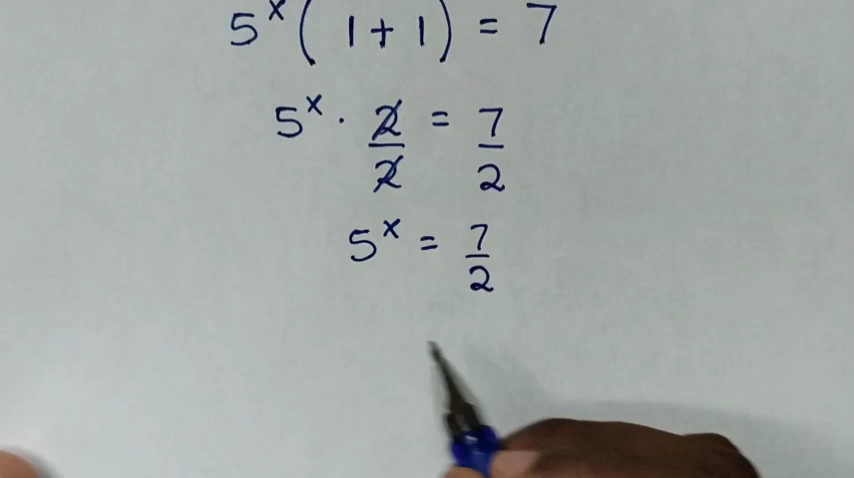 5^x ( 1 + 1 ) = 7
5^x · 2/2 = 7/2
5^x = 7/2